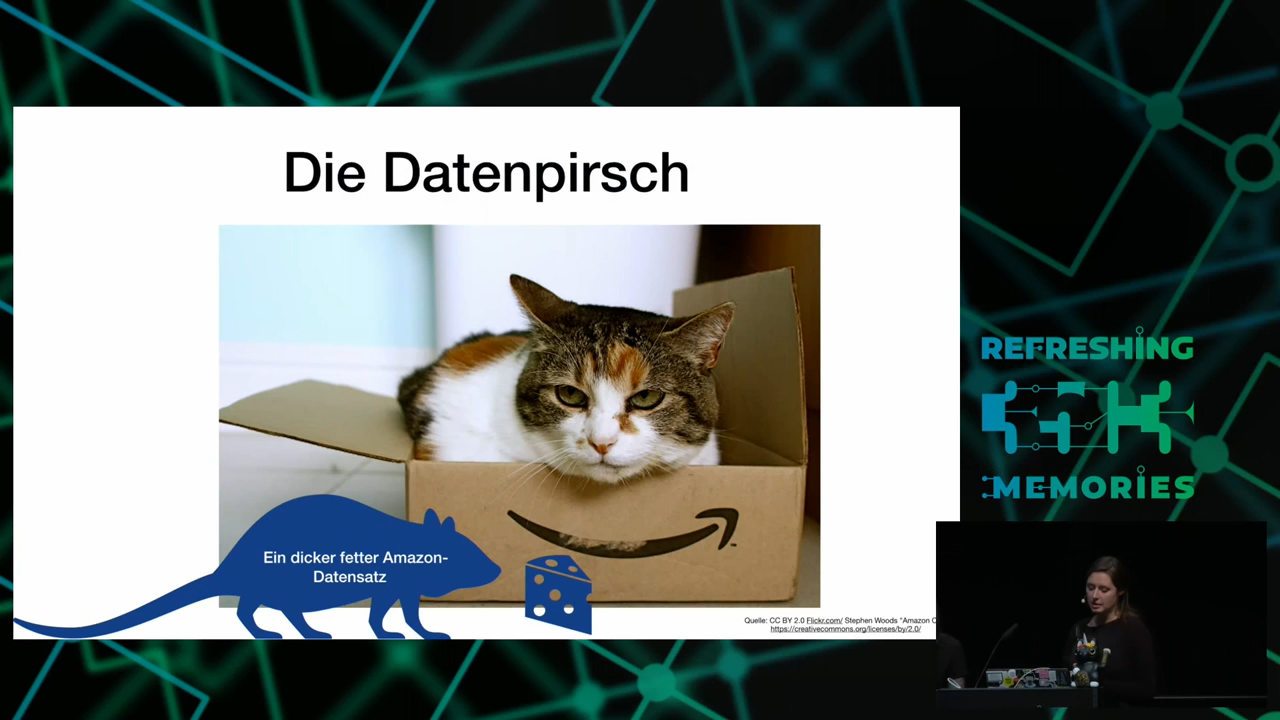 Die Datenpirsch
Ein dicker fetter Amazon-
Datensatz
Quelle: CC BY 2.0 Flickr.com/ Stephen Woods "Amazon C
https://creativecommons.org/licenses/by/2.0/
REFRESHING
MEMORIES